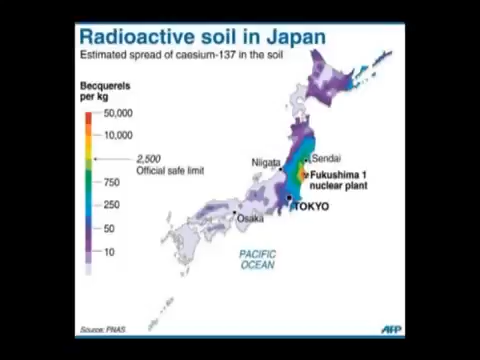 Radioactive soil in Japan
Estimated spread of caesium-137 in the soil
Becquerels
per kg
50,000
10,000
2,500
Official safe limit
750
250
50
10
Niigata
Sendai
Fukushima 1
nuclear plant
TOKYO
Osaka
PACIFIC
OCEAN
Source: PNAS
AFP